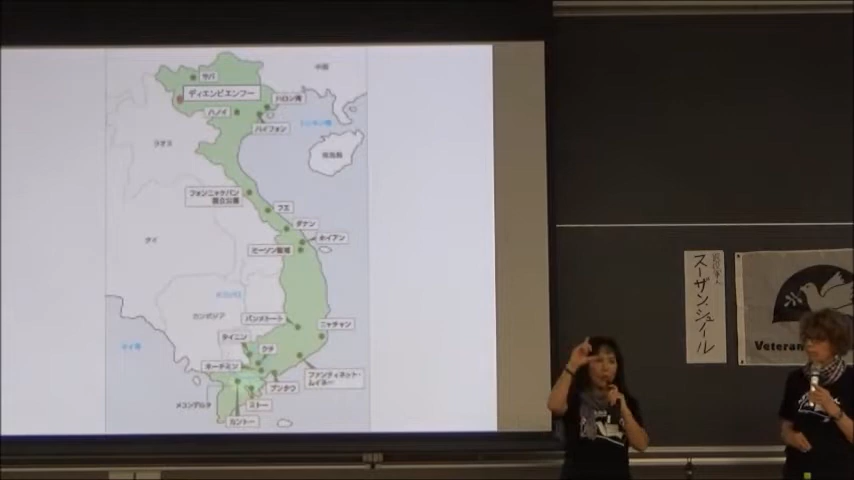 中国
サパ
ディエンビエンフー
ハロン湾
ハノイ
ハイフォン
トンキン湾
ラオス
海南島
フォンニャケバン
国立公園
フエ
ダナン
ホイアン
タイ
ミーソン聖域
カンボジア
バンメトート
ニャチャン
タイニン
クチ
タイ湾
ホーチミン
ファンティエット・
ムイネー
ブンタウ
メコンデルタ
ミトー
カントー
スーザン・シュイール
Veteran